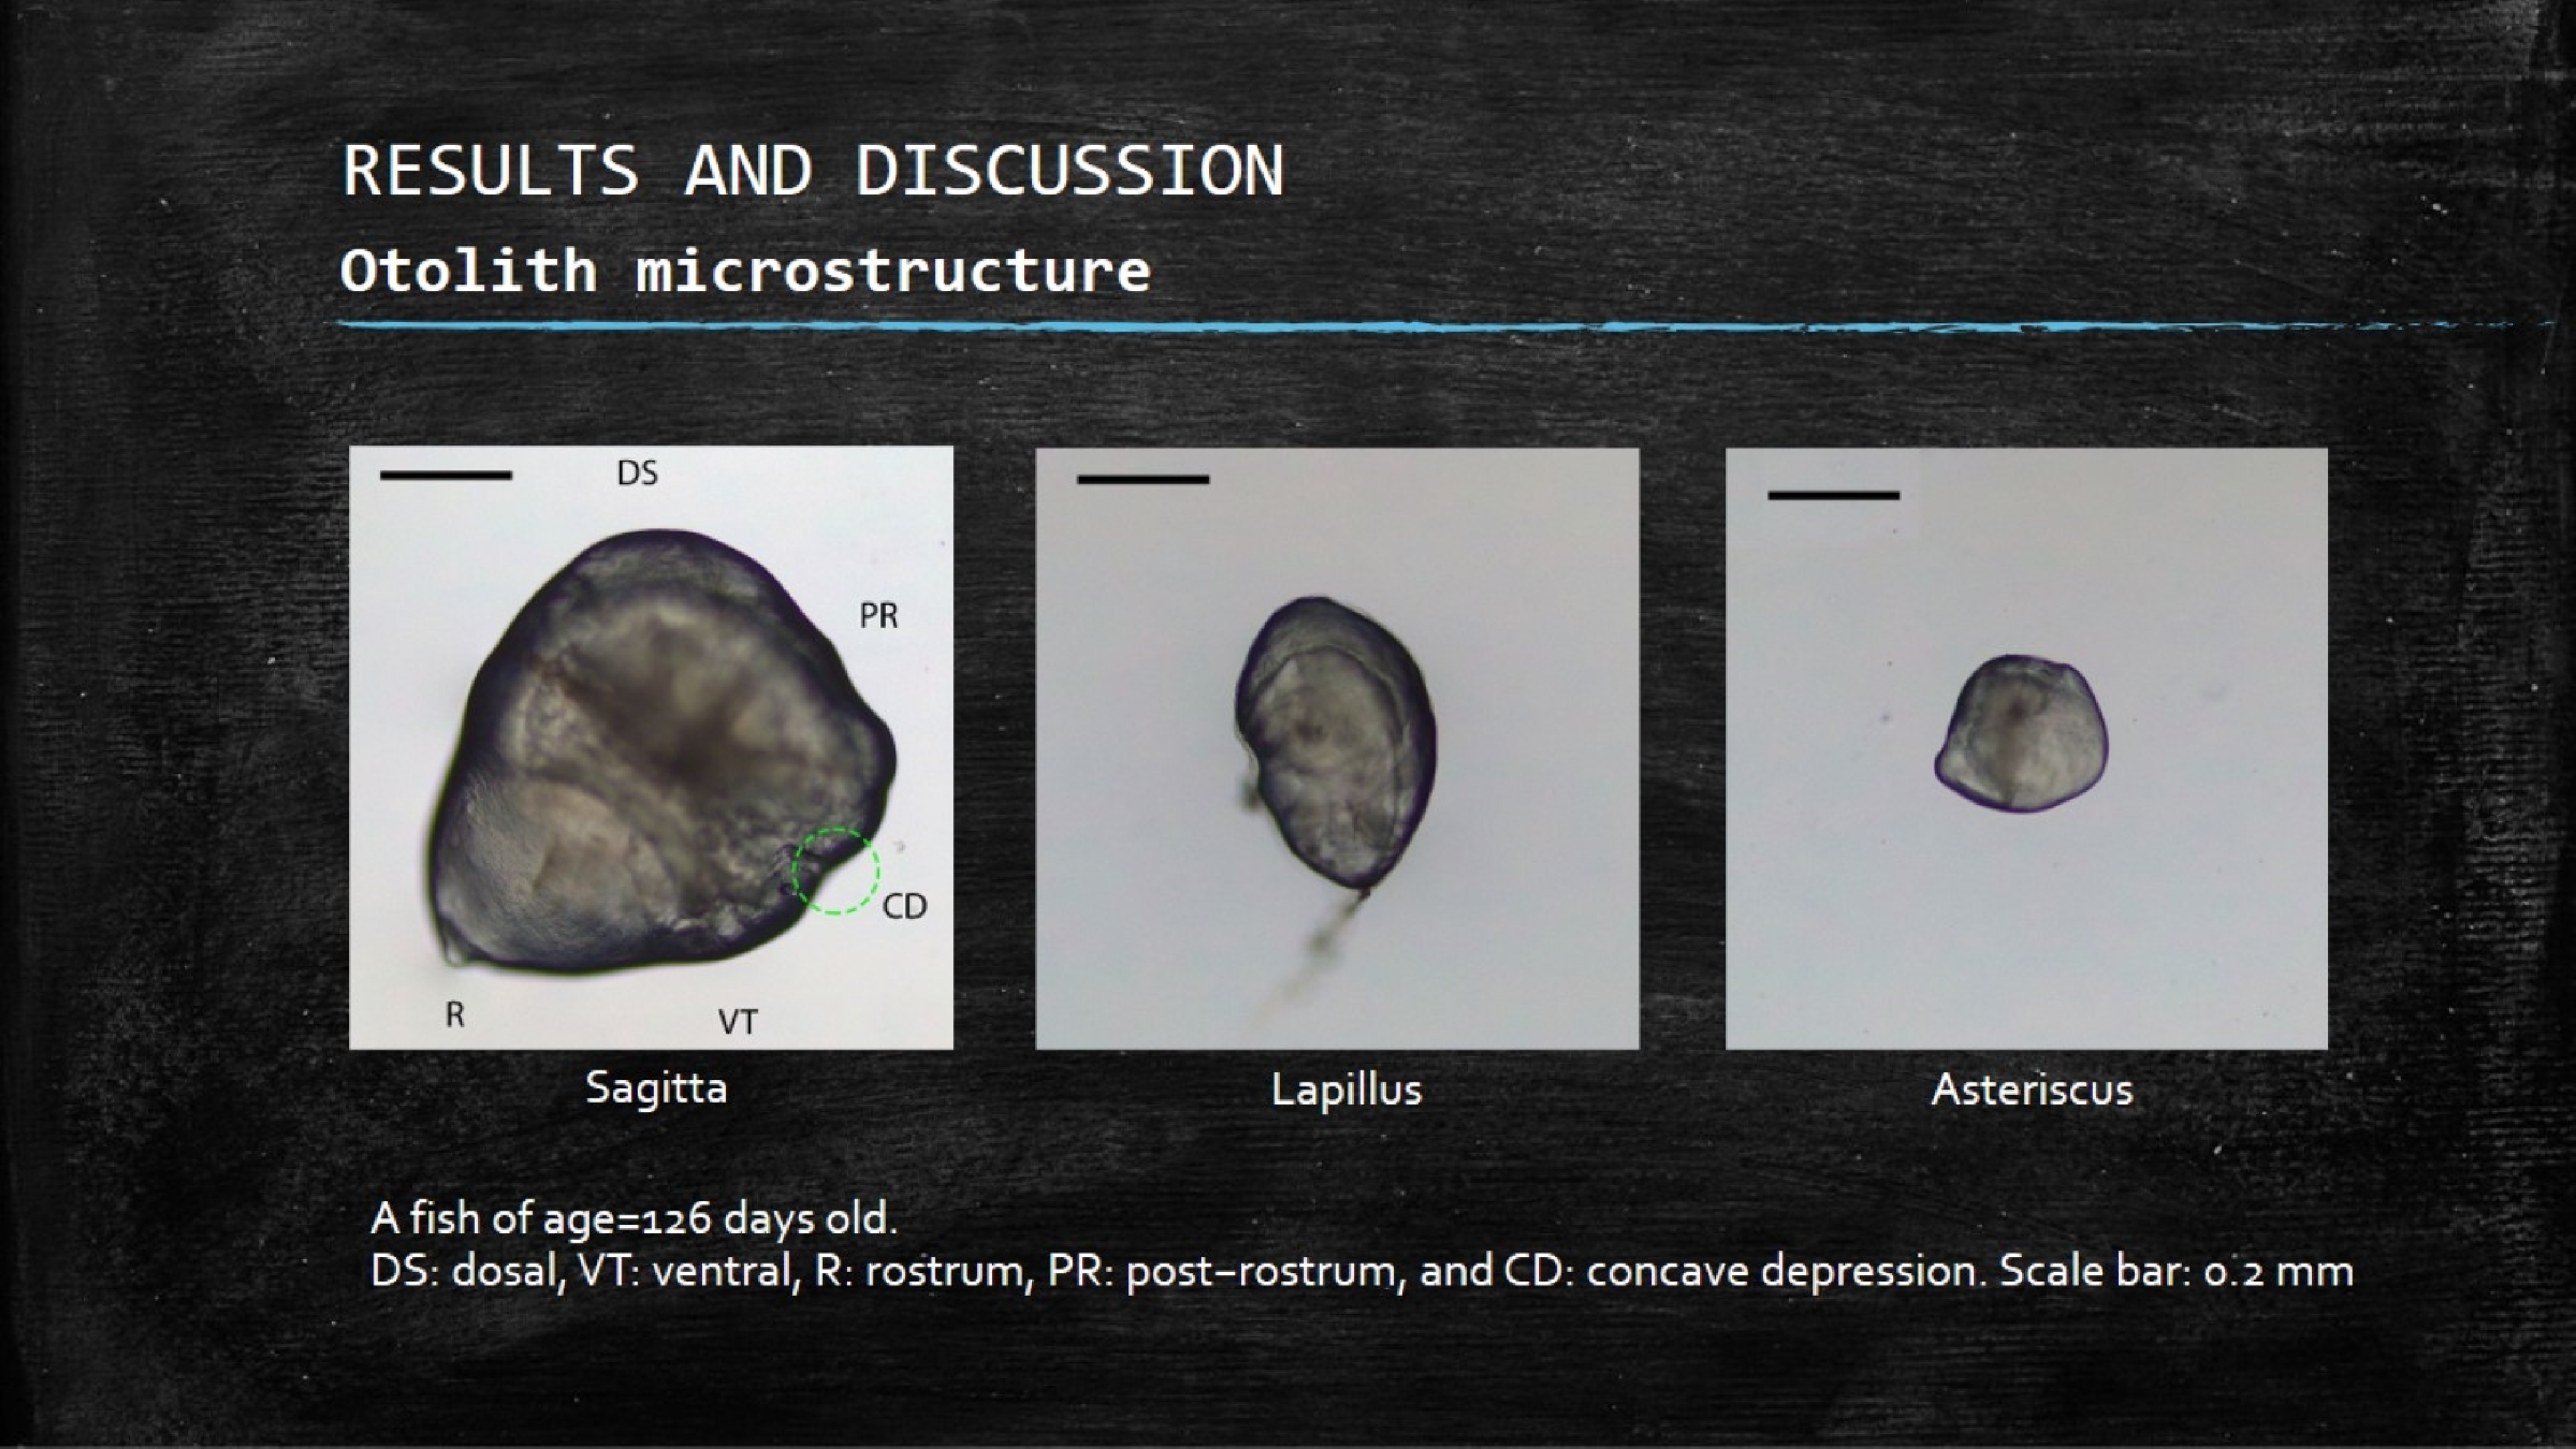 RESULTS AND DISCUSSION
Otolith microstructure
DS
PR
CD
R
VT
Sagitta
Lapillus
Asteriscus
A fish of age=126 days old.
DS: dosal, VT: ventral, R: rostrum, PR: post–rostrum, and CD: concave depression. Scale bar: 0.2 mm